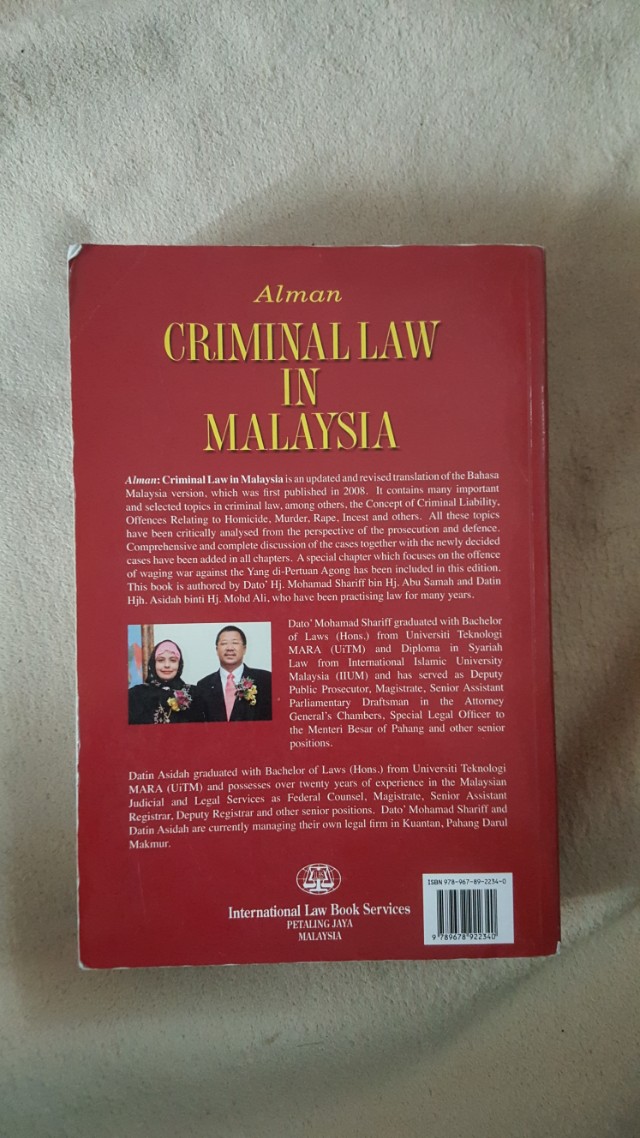 Alman
CRIMINAL LAW
IN
MALAYSIA
Alman: Criminal Law in Malaysia is an updated and revised translation of the Bahasa
Malaysia version, which was first published in 2008. It contains many important
and selected topics in criminal law, among others, the Concept of Criminal Liability,
Offences Relating to Homicide, Murder, Rape, Incest and others. All these topics
have been critically analysed from the perspective of the prosecution and defence.
Comprehensive and complete discussion of the cases together with the newly decided
cases have been added in all chapters. A special chapter which focuses on the offence
of waging war against the Yang di-Pertuan Agong has been included in this edition.
This book is authored by Dato' Hj. Mohamad Shariff bin Hj. Abu Samah and Datin
Hjh. Asidah binti Hj. Mohd Ali, who have been practising law for many years.
Dato' Mohamad Shariff graduated with Bachelor
of Laws (Hons.) from Universiti Teknologi
MARA (UiTM) and Diploma in Syariah
Law from International Islamic University
Malaysia (IIUM) and has served as Deputy
Public Prosecutor, Magistrate, Senior Assistant
Parliamentary Draftsman in the Attorney
General's Chambers, Special Legal Officer to
the Menteri Besar of Pahang and other senior
positions.
Datin Asidah graduated with Bachelor of Laws (Hons.) from Universiti Teknologi
MARA (UiTM) and possesses over twenty years of experience in the Malaysian
Judicial and Legal Services as Federal Counsel, Magistrate, Senior Assistant
Registrar, Deputy Registrar and other senior positions. Dato' Mohamad Shariff and
Datin Asidah are currently managing their own legal firm in Kuantan, Pahang Darul
Makmur.
International Law Book Services
PETALING JAYA
MALAYSIA
ISBN 978-967-89-2234-0
9 789678 922340